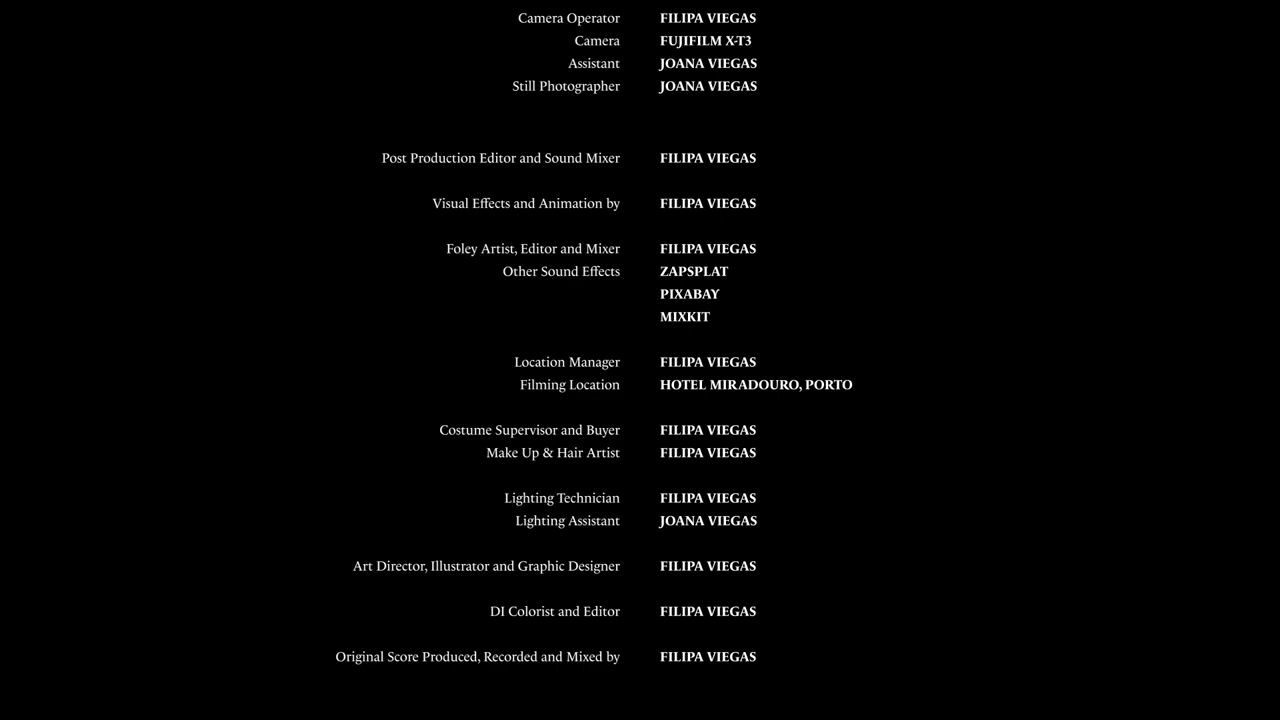 Camera Operator FILIPA VIEGAS
Camera FUJIFILM X-T3
Assistant JOANA VIEGAS
Still Photographer JOANA VIEGAS
Post Production Editor and Sound Mixer FILIPA VIEGAS
Visual Effects and Animation by FILIPA VIEGAS
Foley Artist, Editor and Mixer FILIPA VIEGAS
Other Sound Effects ZAPSPLAT
PIXABAY
MIXKIT
Location Manager FILIPA VIEGAS
Filming Location HOTEL MIRADOURO, PORTO
Costume Supervisor and Buyer FILIPA VIEGAS
Make Up & Hair Artist FILIPA VIEGAS
Lighting Technician FILIPA VIEGAS
Lighting Assistant JOANA VIEGAS
Art Director, Illustrator and Graphic Designer FILIPA VIEGAS
DI Colorist and Editor FILIPA VIEGAS
Original Score Produced, Recorded and Mixed by FILIPA VIEGAS